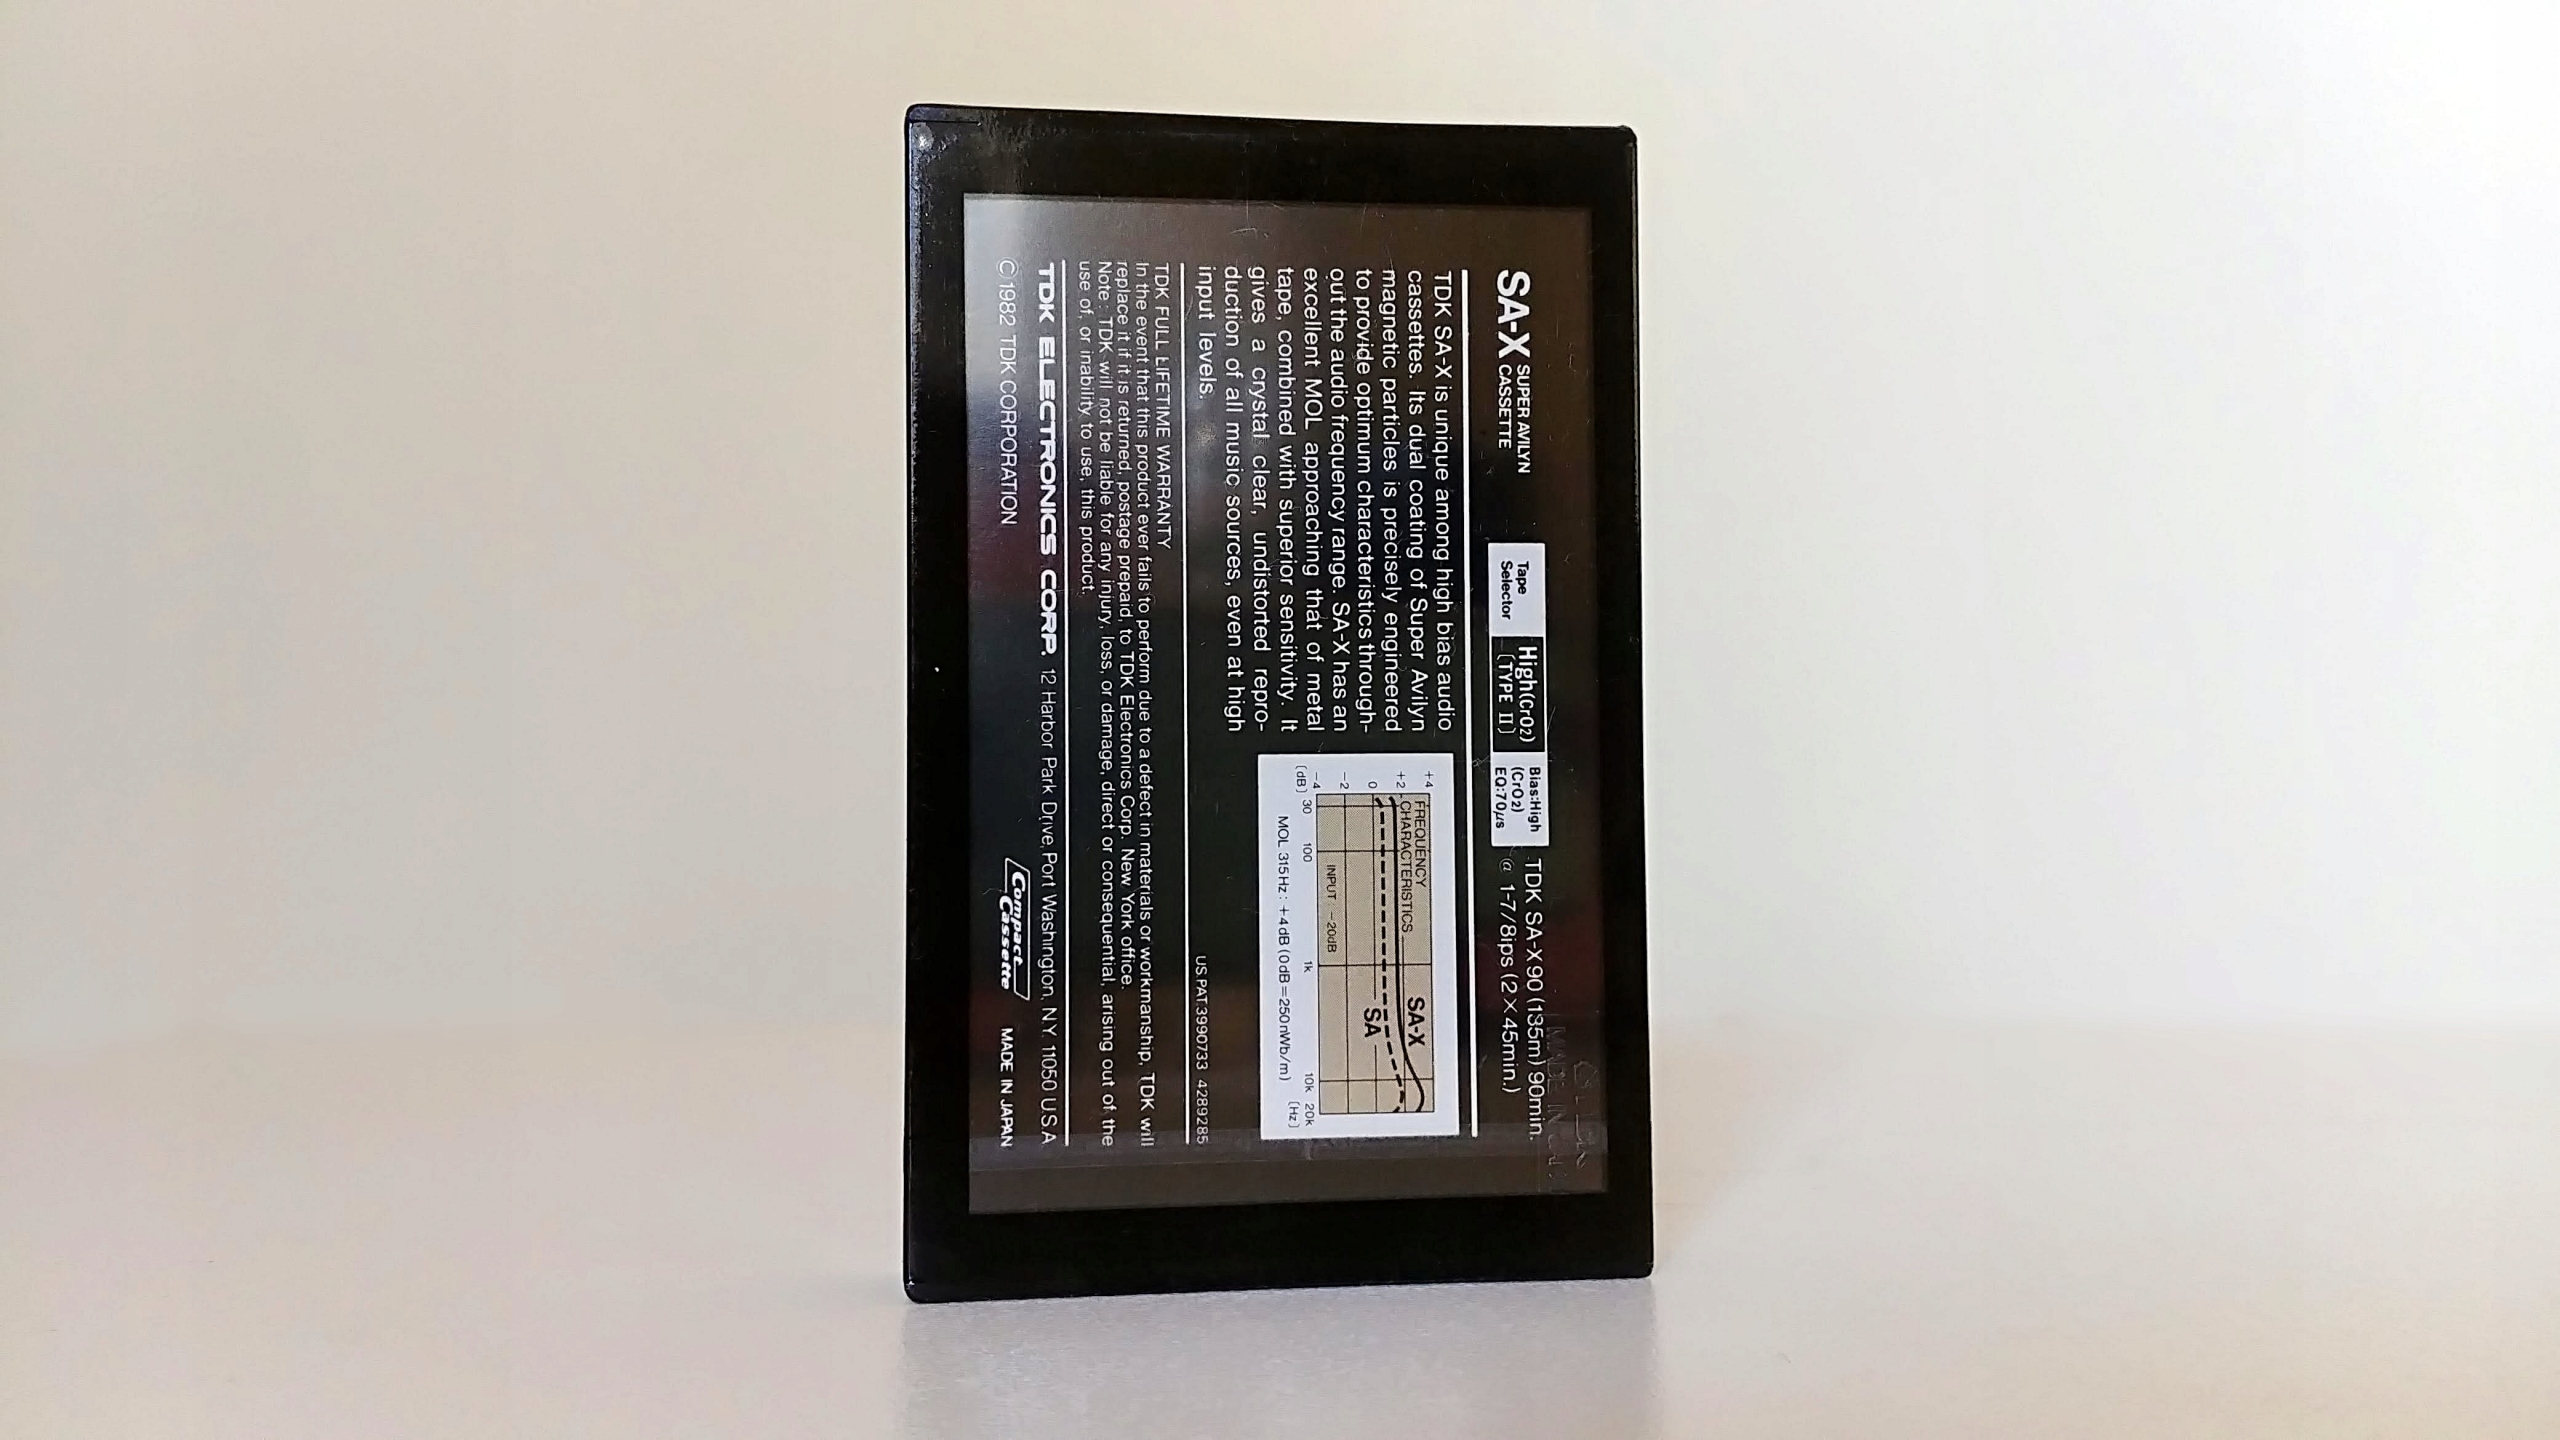 SA-X SUPER AVILYN
CASSETTE
Tape
Selector
High(CrO2)
[TYPE II]
Bias:High
(CrO2)
EQ:70μs
TDK SA-X90 (135m) 90min.
@ 1-7/8ips (2×45min.)
TDK SA-X is unique among high bias audio
cassettes. Its dual coating of Super Avilyn
magnetic particles is precisely engineered
to provide optimum characteristics through-
out the audio frequency range. SA-X has an
excellent MOL approaching that of metal
tape, combined with superior sensitivity. It
gives a crystal clear, undistorted repro-
duction of all music sources, even at high
input levels.
FREQUENCY
CHARACTERISTICS
+4
+2
0
-2
-4
[dB]
SA-X
SA
INPUT : -20dB
30 100 1k 10k 20k
[Hz]
MOL 315Hz : +4dB (0dB=250nWb/m)
US PAT.3990733 4289285
TDK FULL LIFETIME WARRANTY
In the event that this product ever fails to perform due to a defect in materials or workmanship, TDK will
replace it if it is returned, postage prepaid, to TDK Electronics Corp. New York office.
Note : TDK will not be liable for any injury, loss, or damage, direct or consequential, arising out of the
use of, or inability to use, this product.
TDK ELECTRONICS CORP. 12 Harbor Park Drive, Port Washington, N.Y. 11050 U.S.A
©1982 TDK CORPORATION
Compact
Cassette
MADE IN JAPAN